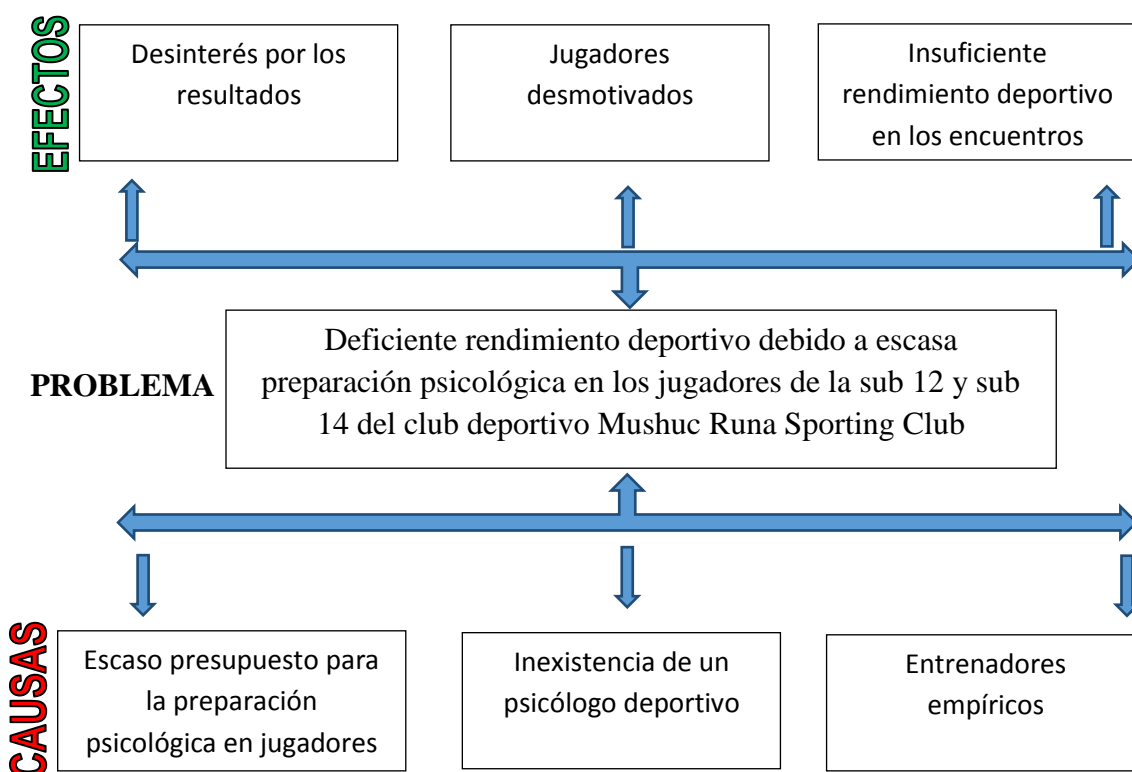 EFECTOS
Desinterés por los
resultados
Jugadores
desmotivados
Insuficiente
rendimiento deportivo
en los encuentros
PROBLEMA
Deficiente rendimiento deportivo debido a escasa
preparación psicológica en los jugadores de la sub 12 y sub
14 del club deportivo Mushuc Runa Sporting Club
CAUSAS
Escaso presupuesto para
la preparación
psicológica en jugadores
Inexistencia de un
psicólogo deportivo
Entrenadores
empíricos